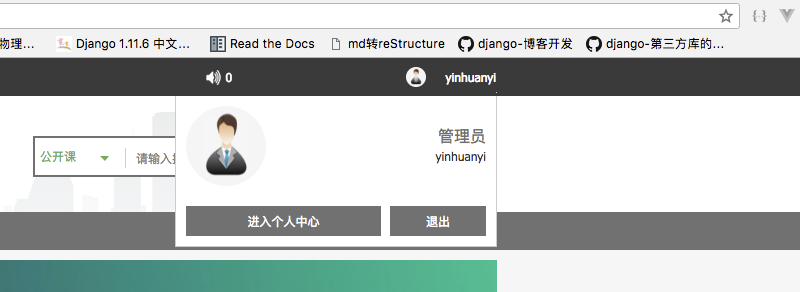 {··}
物理...
Django 1.11.6 中文...
Read the Docs
md转reStructure
django-博客开发
django-第三方库的...
0
yinhuanyi
管理员
yinhuanyi
公开课
请输入
进入个人中心
退出